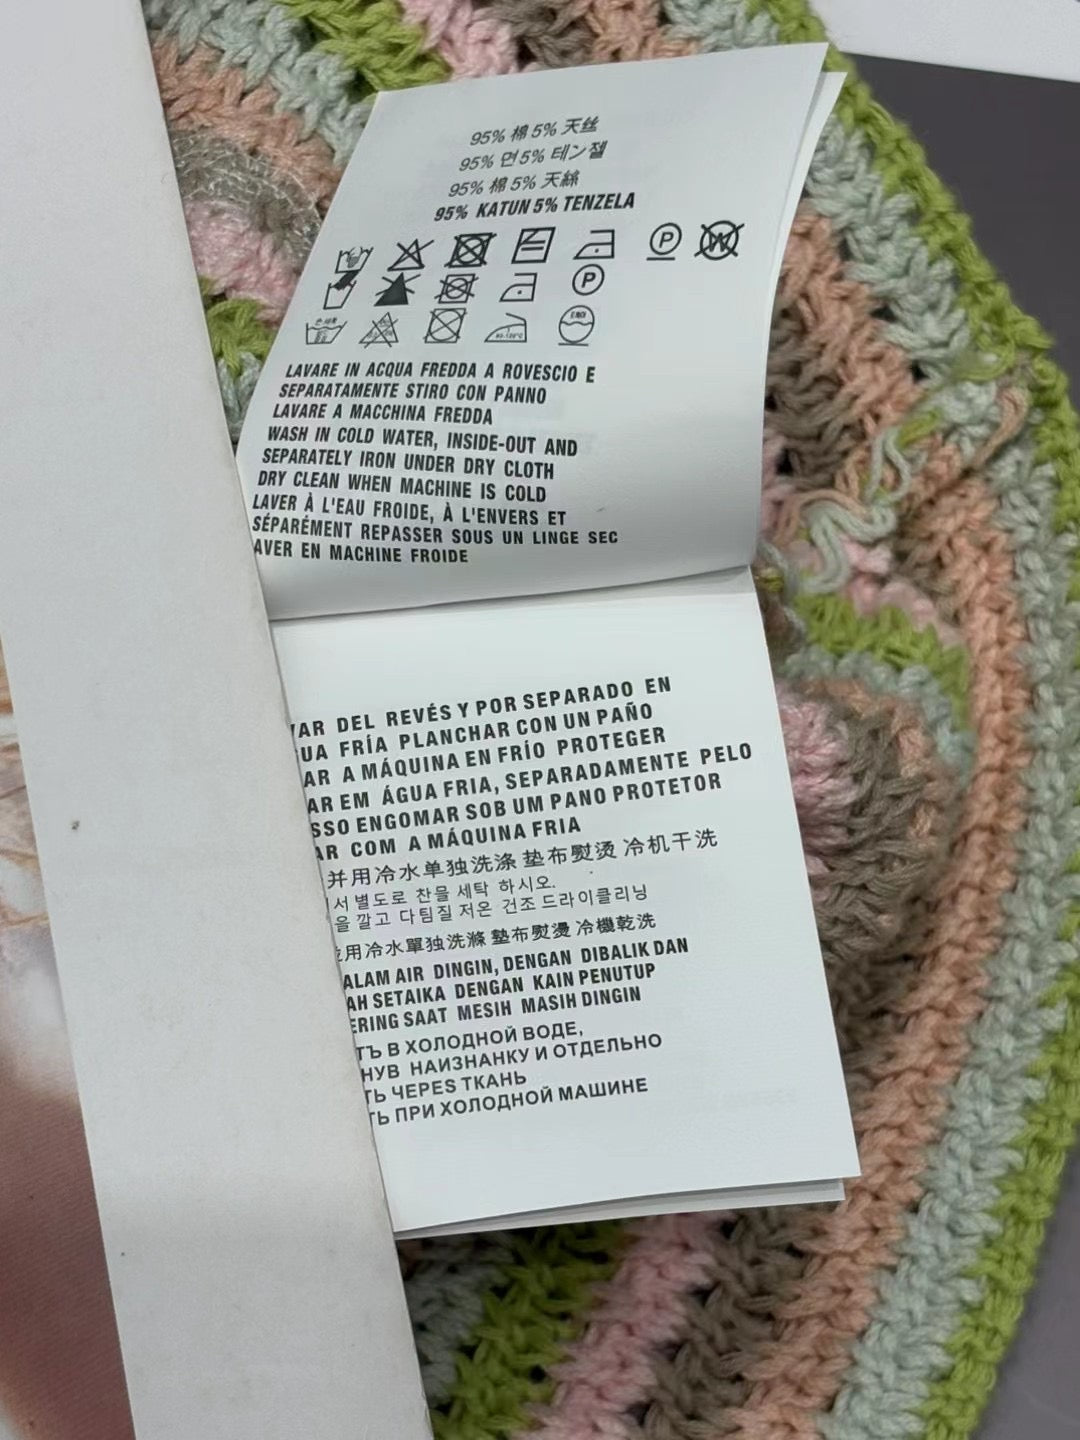 95% 棉 5% 天丝
95% 면 5% 테ン젤
95% 棉 5% 天絲
95% KATUN 5% TENZELA
P W
P
LAVARE IN ACQUA FREDDA A ROVESCIO E
SEPARATAMENTE STIRO CON PANNO
LAVARE A MACCHINA FREDDA
WASH IN COLD WATER, INSIDE-OUT AND
SEPARATELY IRON UNDER DRY CLOTH
DRY CLEAN WHEN MACHINE IS COLD
LAVER À L'EAU FROIDE, À L'ENVERS ET
SÉPARÉMENT REPASSER SOUS UN LINGE SEC
AVER EN MACHINE FROIDE
VAR DEL REVÉS Y POR SEPARADO EN
UA FRÍA PLANCHAR CON UN PAÑO
AR A MÁQUINA EN FRÍO PROTEGER
AR EM ÁGUA FRIA, SEPARADAMENTE PELO
SSO ENGOMAR SOB UM PANO PROTETOR
AR COM A MÁQUINA FRIA
并用冷水单独洗涤 垫布熨烫 冷机干洗
서 별도로 찬물 세탁 하시오.
을 깔고 다팀질 저온 건조 드라이클리닝
用冷水單独洗滌 墊布熨燙 冷機乾洗
ALAM AIR DINGIN, DENGAN DIBALIK DAN
AH SETAIKA DENGAN KAIN PENUTUP
ERING SAAT MESIH MASIH DINGIN
ТЬ В ХОЛОДНОЙ ВОДЕ,
НУВ НАИЗНАНКУ И ОТДЕЛЬНО
ТЬ ЧЕРЕЗ ТКАНЬ
ТЬ ПРИ ХОЛОДНОЙ МАШИНЕ